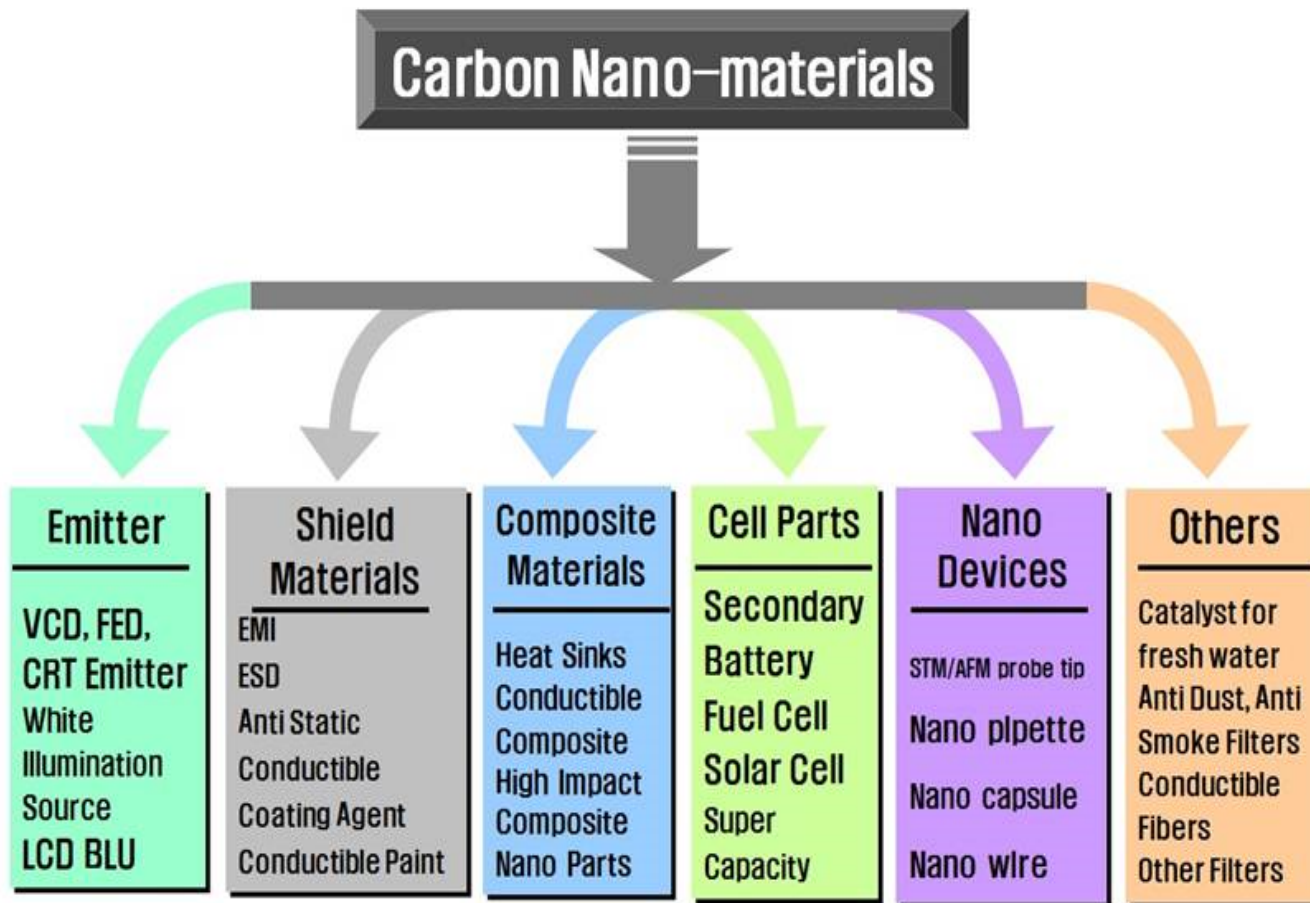 Carbon Nano-materials
Emitter
VCD, FED,
CRT Emitter
White
Illumination
Source
LCD BLU
Shield
Materials
EMI
ESD
Anti Static
Conductible
Coating Agent
Conductible Paint
Composite
Materials
Heat Sinks
Conductible
Composite
High Impact
Composite
Nano Parts
Cell Parts
Secondary
Battery
Fuel Cell
Solar Cell
Super
Capacity
Nano
Devices
STM/AFM probe tip
Nano pipette
Nano capsule
Nano wire
Others
Catalyst for
fresh water
Anti Dust, Anti
Smoke Filters
Conductible
Fibers
Other Filters